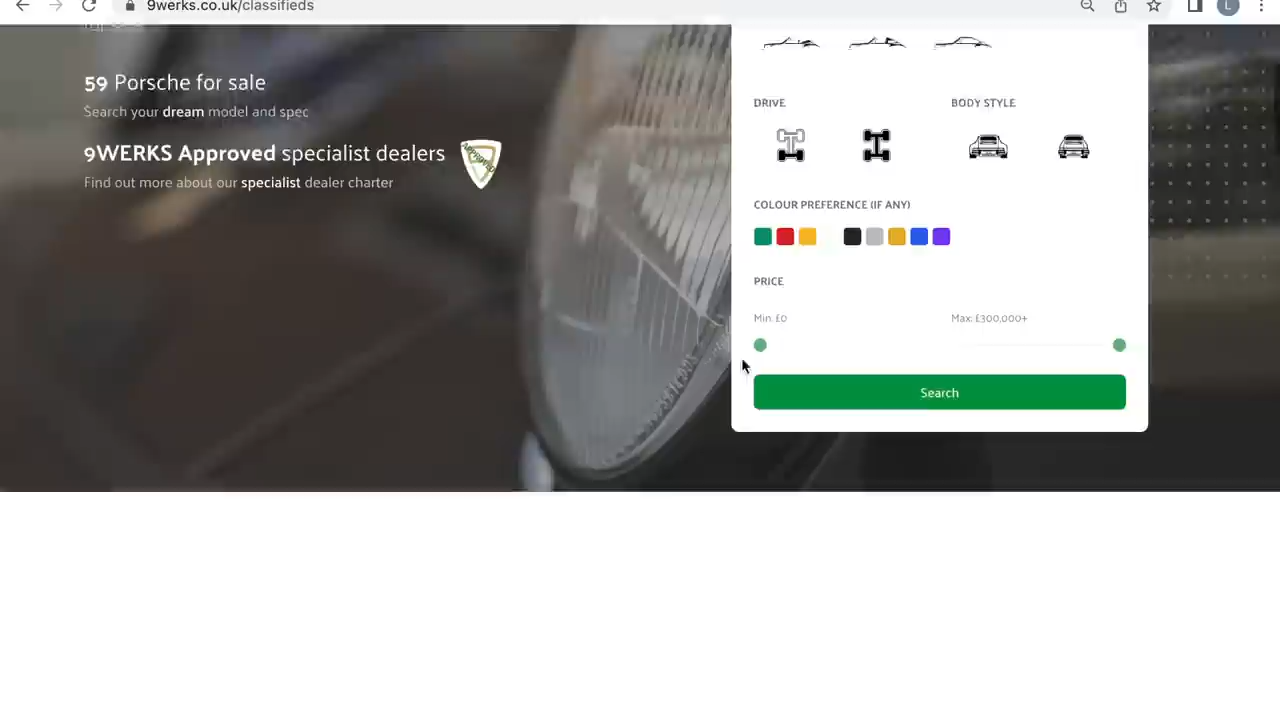 9werks.co.uk/classifieds
L
59 Porsche for sale
Search your dream model and spec
9WERKS Approved specialist dealers
APPROVED
Find out more about our specialist dealer charter
DRIVE
BODY STYLE
COLOUR PREFERENCE (IF ANY)
PRICE
Min: £0
Max: £300,000+
Search